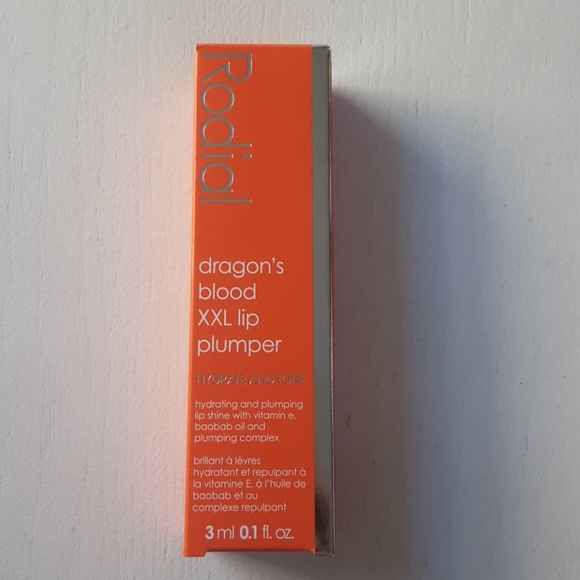 Rodial
dragon's
blood
XXL lip
plumper
HYDRATE AND TONE
hydrating and plumping
lip shine with vitamin e,
baobab oil and
plumping complex
brillant à lèvres
hydratant et repulpant à
la vitamine E, à l'huile de
baobab et au
complexe repulpant
3 ml 0.1 fl. oz.